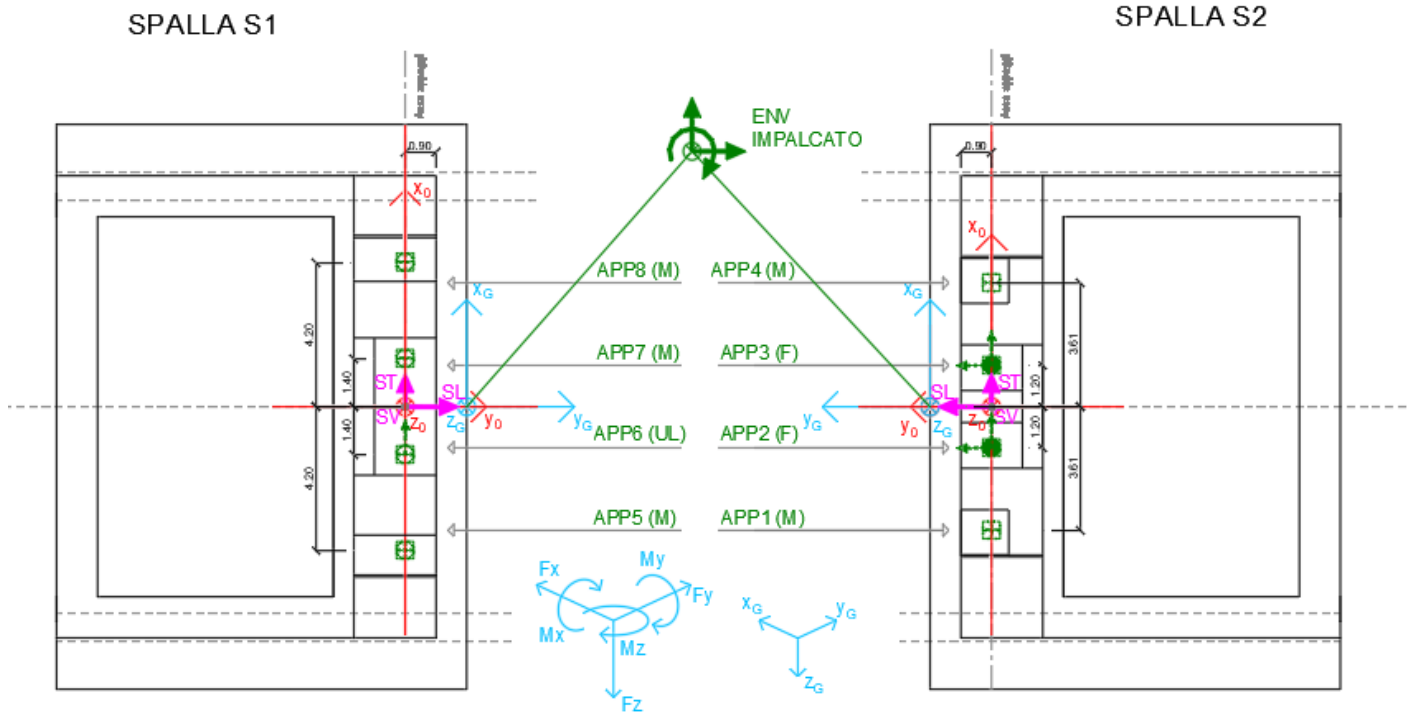 SPALLA S1
SPALLA S2
ENV
IMPALCATO
0.90
0.90
x0
x0
APP8 (M)
APP4 (M)
xG
xG
4.20
3.61
APP7 (M)
APP3 (F)
1.40
1.20
ST
SL
SL
ST
SV
z0
zG
y0
yG
yG
y0
zG
z0
SV
APP6 (UL)
APP2 (F)
1.40
1.20
4.20
3.61
APP5 (M)
APP1 (M)
Fx
My
Fy
xG
yG
Mx
Mz
zG
Fz